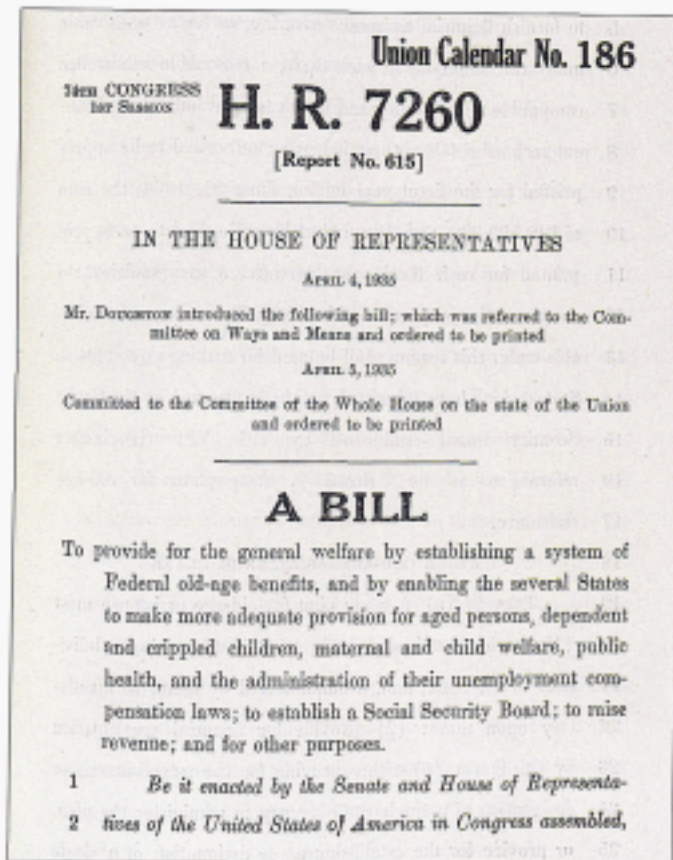 Union Calendar No. 186
74TH CONGRESS
1ST SESSION
H. R. 7260
[Report No. 615]
IN THE HOUSE OF REPRESENTATIVES
APRIL 4, 1935
Mr. DOUGHTON introduced the following bill; which was referred to the Com-
mittee on Ways and Means and ordered to be printed
APRIL 5, 1935
Committed to the Committee of the Whole House on the state of the Union
and ordered to be printed
A BILL
To provide for the general welfare by establishing a system of
Federal old-age benefits, and by enabling the several States
to make more adequate provision for aged persons, dependent
and crippled children, maternal and child welfare, public
health, and the administration of their unemployment com-
pensation laws; to establish a Social Security Board; to raise
revenue; and for other purposes.
1 Be it enacted by the Senate and House of Representa-
2 tives of the United States of America in Congress assembled,